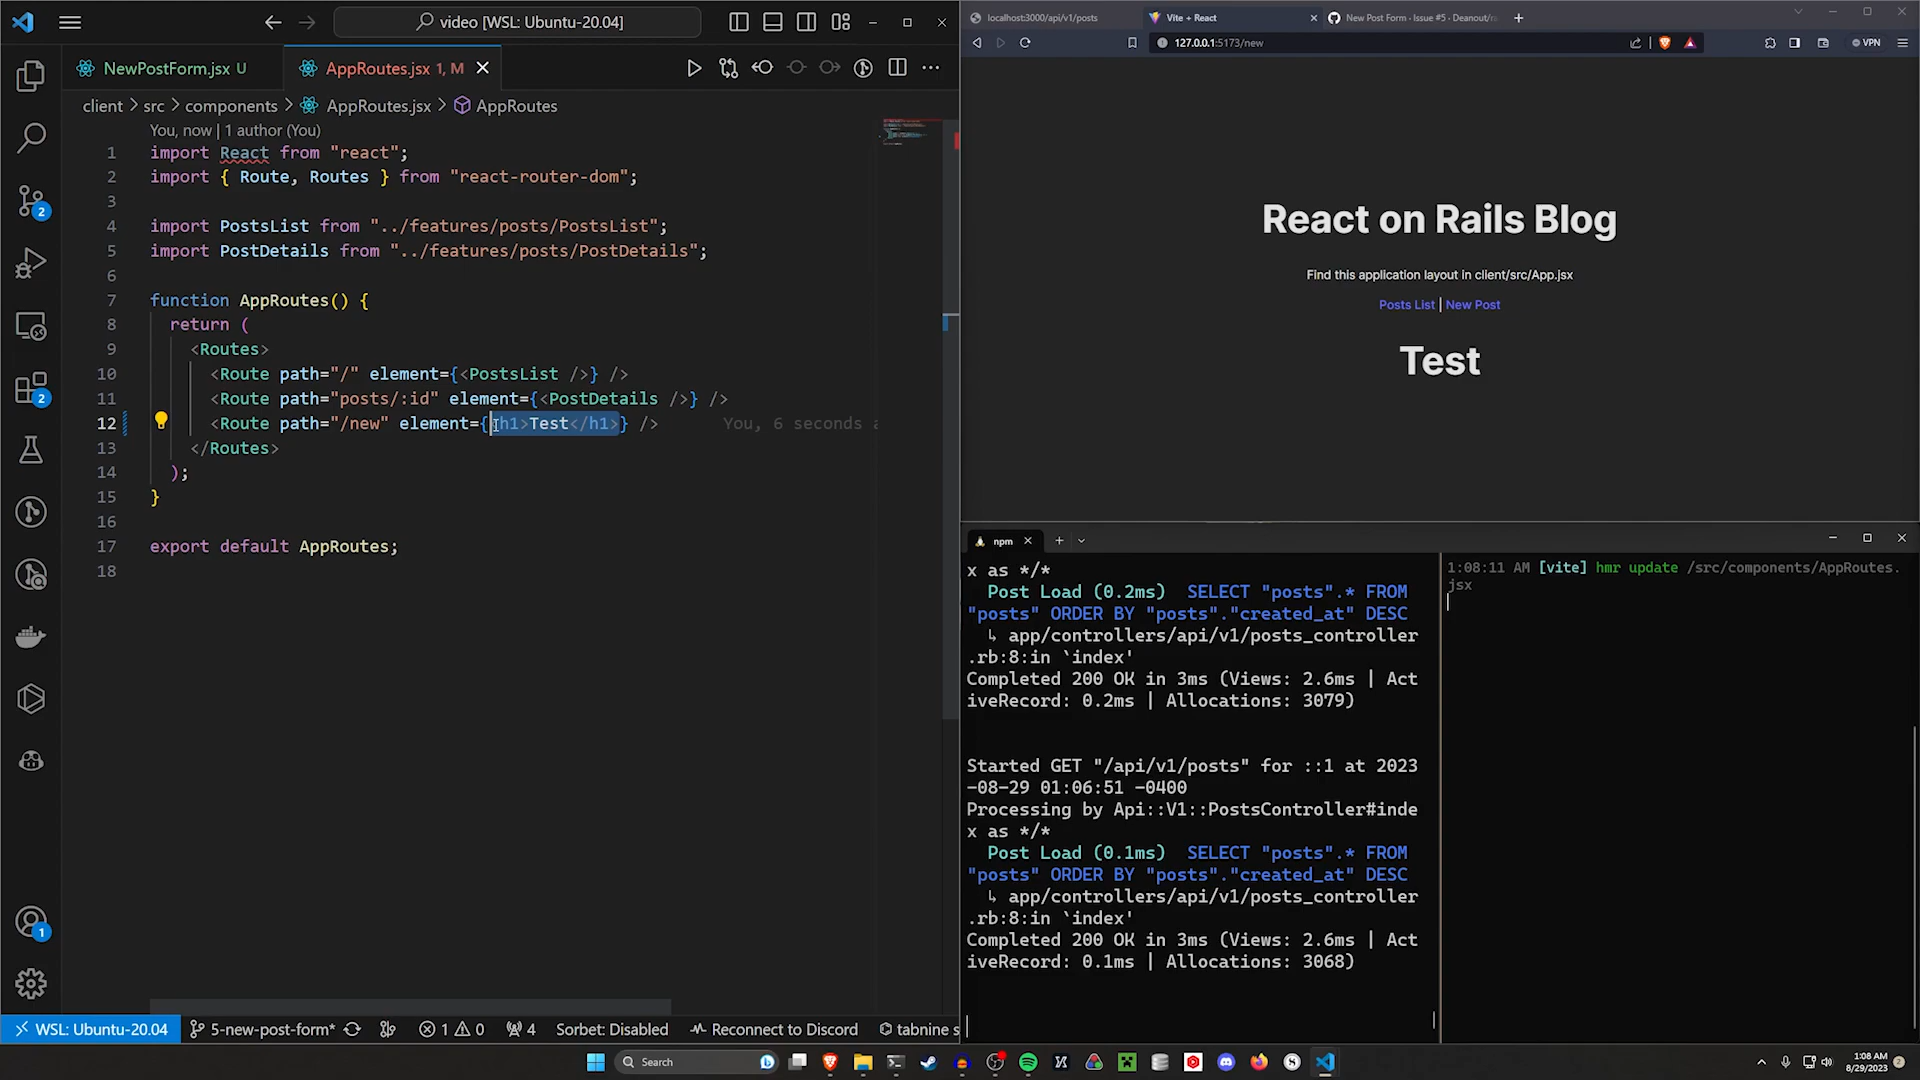 video [WSL: Ubuntu-20.04]
NewPostForm.jsx U
AppRoutes.jsx 1, M
client > src > components > AppRoutes.jsx > AppRoutes
You, now | 1 author (You)
1 import React from "react";
2 import { Route, Routes } from "react-router-dom";
3
4 import PostsList from "../features/posts/PostsList";
5 import PostDetails from "../features/posts/PostDetails";
6
7 function AppRoutes() {
8 return (
9 <Routes>
10 <Route path="/" element={<PostsList />} />
11 <Route path="posts/:id" element={<PostDetails />} />
12 <Route path="/new" element={<h1>Test</h1>} /> You, 6 seconds a
13 </Routes>
14 );
15 }
16
17 export default AppRoutes;
18
2
2
1
WSL: Ubuntu-20.04 5-new-post-form* 1 0 4 Sorbet: Disabled Reconnect to Discord tabnine s
localhost:3000/api/v1/posts
Vite + React
New Post Form · Issue #5 · Deanout/r
127.0.0.1:5173/new
VPN
React on Rails Blog
Find this application layout in client/src/App.jsx
Posts List | New Post
Test
npm
x as */*
Post Load (0.2ms) SELECT "posts".* FROM
"posts" ORDER BY "posts"."created_at" DESC
↳ app/controllers/api/v1/posts_controller
.rb:8:in `index'
Completed 200 OK in 3ms (Views: 2.6ms | Act
iveRecord: 0.2ms | Allocations: 3079)
Started GET "/api/v1/posts" for ::1 at 2023
-08-29 01:06:51 -0400
Processing by Api::V1::PostsController#inde
x as */*
Post Load (0.1ms) SELECT "posts".* FROM
"posts" ORDER BY "posts"."created_at" DESC
↳ app/controllers/api/v1/posts_controller
.rb:8:in `index'
Completed 200 OK in 3ms (Views: 2.6ms | Act
iveRecord: 0.1ms | Allocations: 3068)
1:08:11 AM [vite] hmr update /src/components/AppRoutes.
jsx
Search
1:08 AM
8/29/2023